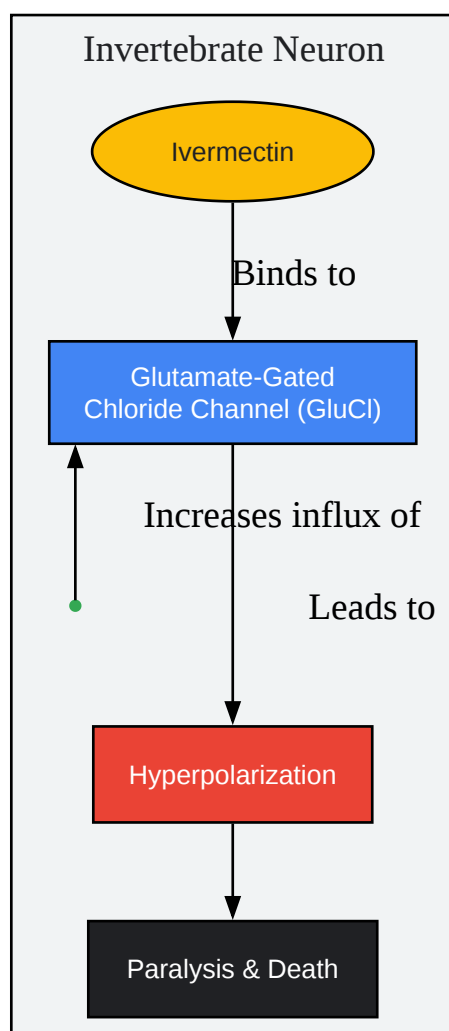 Invertebrate Neuron
Ivermectin
Binds to
Glutamate-Gated
Chloride Channel (GluCl)
Increases influx of
Leads to
Hyperpolarization
Paralysis & Death